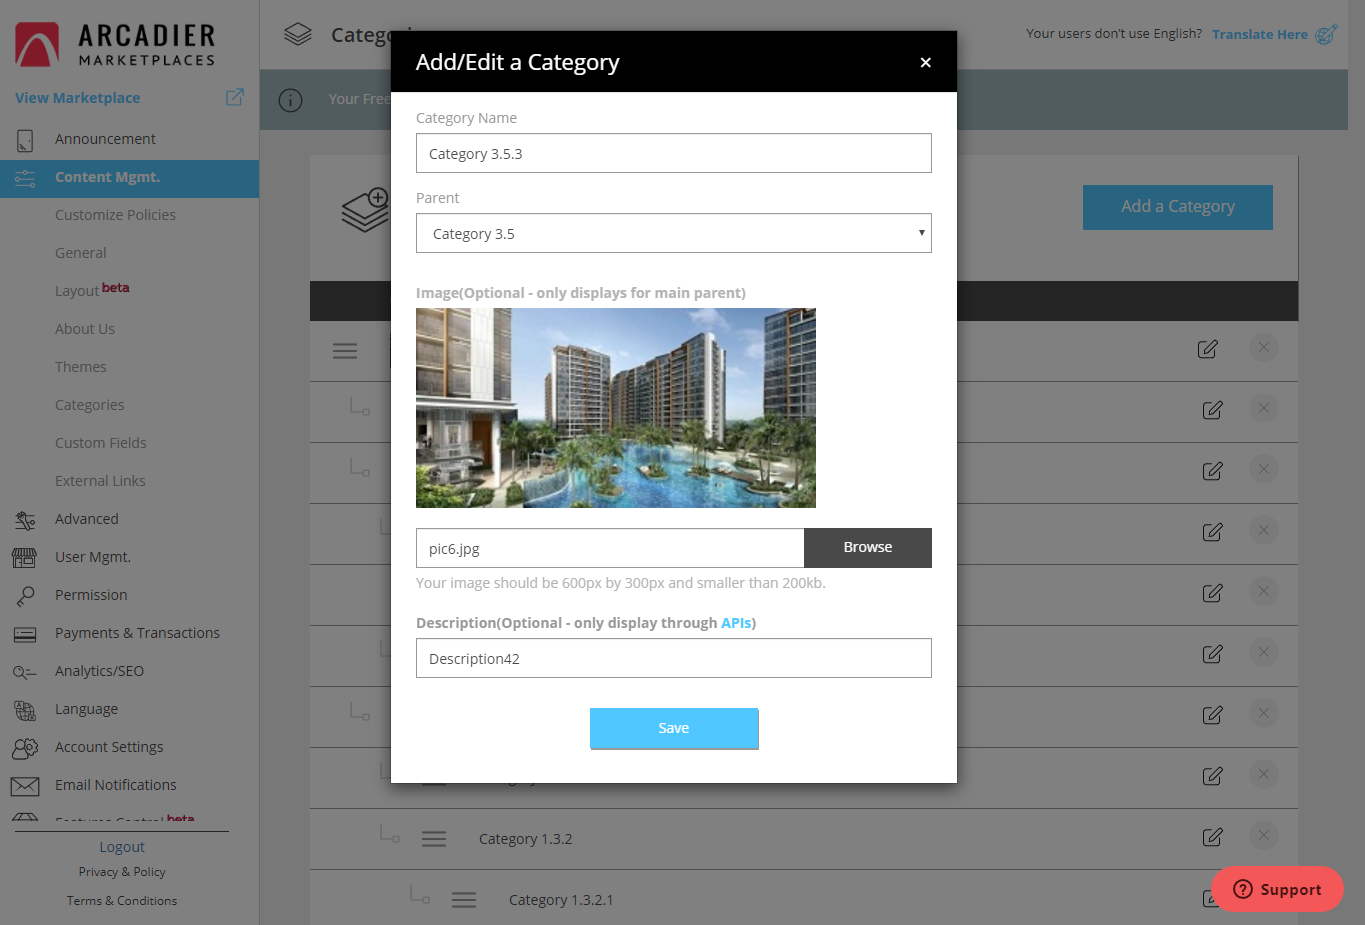 ARCADIER
MARKETPLACES
View Marketplace
Announcement
Content Mgmt.
Customize Policies
General
Layout beta
About Us
Themes
Categories
Custom Fields
External Links
Advanced
User Mgmt.
Permission
Payments & Transactions
Analytics/SEO
Language
Account Settings
Email Notifications
Features Control beta
Logout
Privacy & Policy
Terms & Conditions
Your users don't use English? Translate Here
Your Free
Add a Category
Add/Edit a Category
Category Name
Category 3.5.3
Parent
Category 3.5
Image(Optional - only displays for main parent)
pic6.jpg
Browse
Your image should be 600px by 300px and smaller than 200kb.
Description(Optional - only display through APIs)
Description42
Save
Category 1.3.2
Category 1.3.2.1
Support